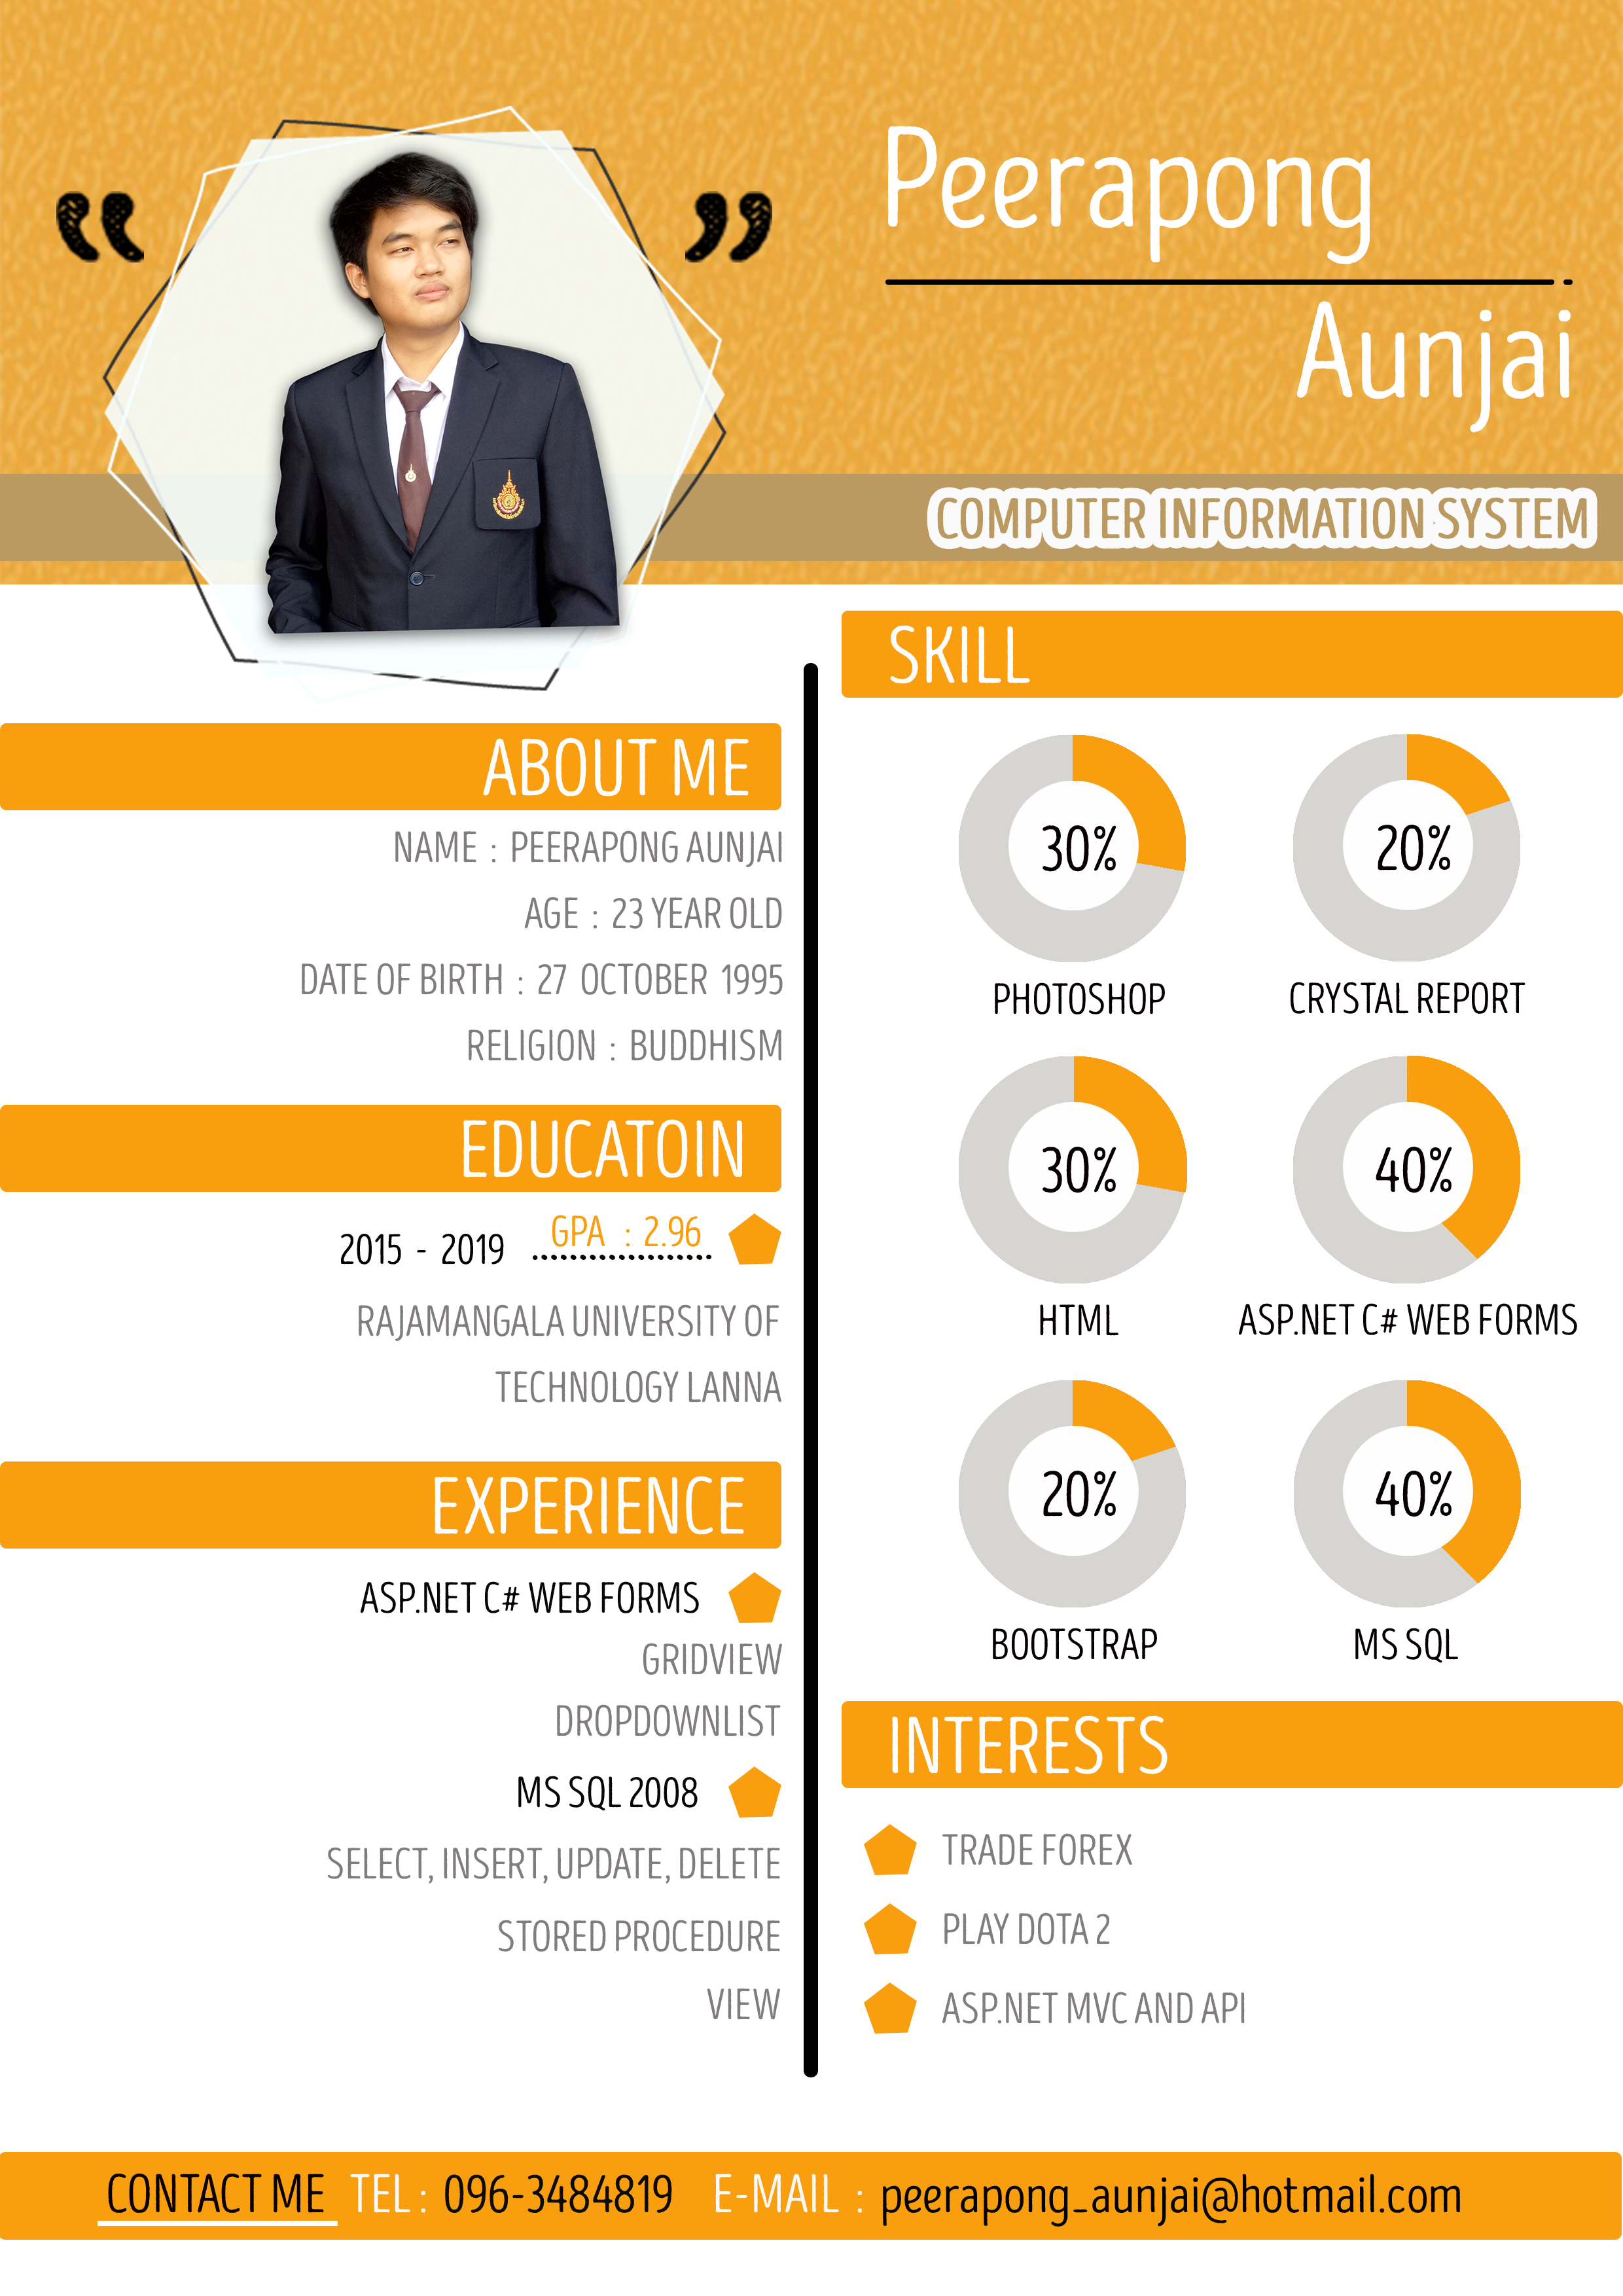 Peerapong
Aunjai
COMPUTER INFORMATION SYSTEM
ABOUT ME
NAME : PEERAPONG AUNJAI
AGE : 23 YEAR OLD
DATE OF BIRTH : 27 OCTOBER 1995
RELIGION : BUDDHISM
EDUCATOIN
2015 - 2019 GPA : 2.96
RAJAMANGALA UNIVERSITY OF
TECHNOLOGY LANNA
EXPERIENCE
ASP.NET C# WEB FORMS
GRIDVIEW
DROPDOWNLIST
MS SQL 2008
SELECT, INSERT, UPDATE, DELETE
STORED PROCEDURE
VIEW
SKILL
30% 20%
PHOTOSHOP CRYSTAL REPORT
30% 40%
HTML ASP.NET C# WEB FORMS
20% 40%
BOOTSTRAP MS SQL
INTERESTS
TRADE FOREX
PLAY DOTA 2
ASP.NET MVC AND API
CONTACT ME TEL : 096-3484819 E-MAIL : peerapong_aunjai@hotmail.com